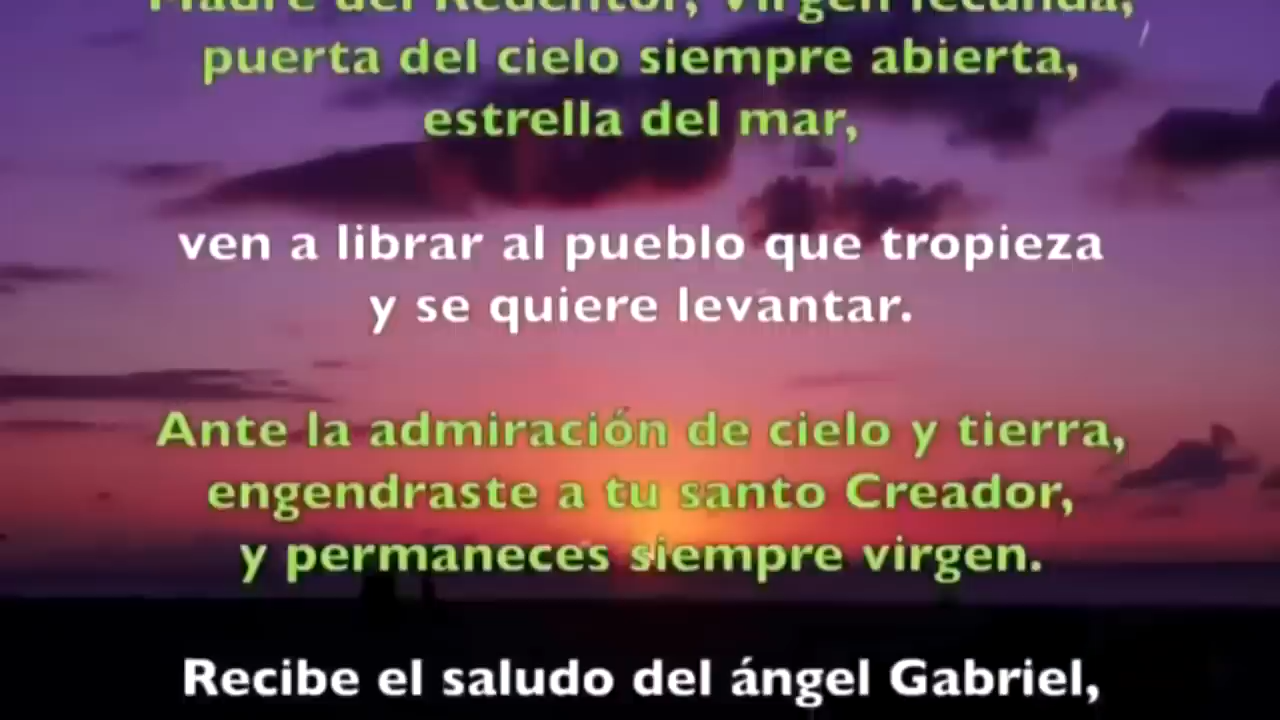 Madre del Redentor, Virgen fecunda,
puerta del cielo siempre abierta,
estrella del mar,
ven a librar al pueblo que tropieza
y se quiere levantar.
Ante la admiración de cielo y tierra,
engendraste a tu santo Creador,
y permaneces siempre virgen.
Recibe el saludo del ángel Gabriel,